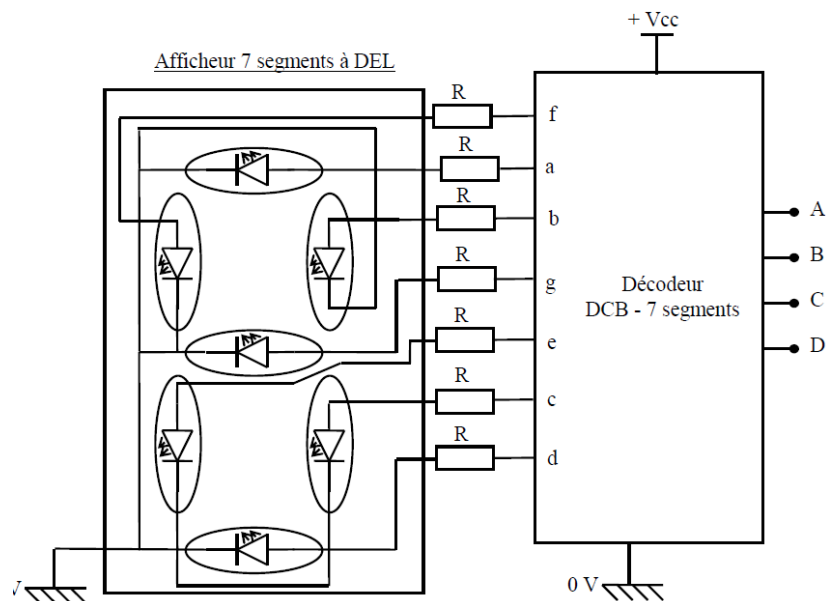 + Vcc
Afficheur 7 segments à DEL
R
f
R
a
R
b
A
R
g
B
Décodeur
DCB - 7 segments
C
R
e
D
R
c
R
d
0 V